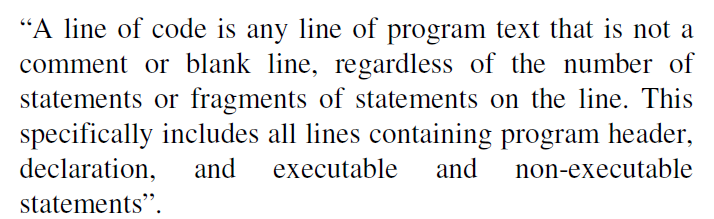 “A line of code is any line of program text that is not a
comment or blank line, regardless of the number of
statements or fragments of statements on the line. This
specifically includes all lines containing program header,
declaration, and executable and non-executable
statements”.